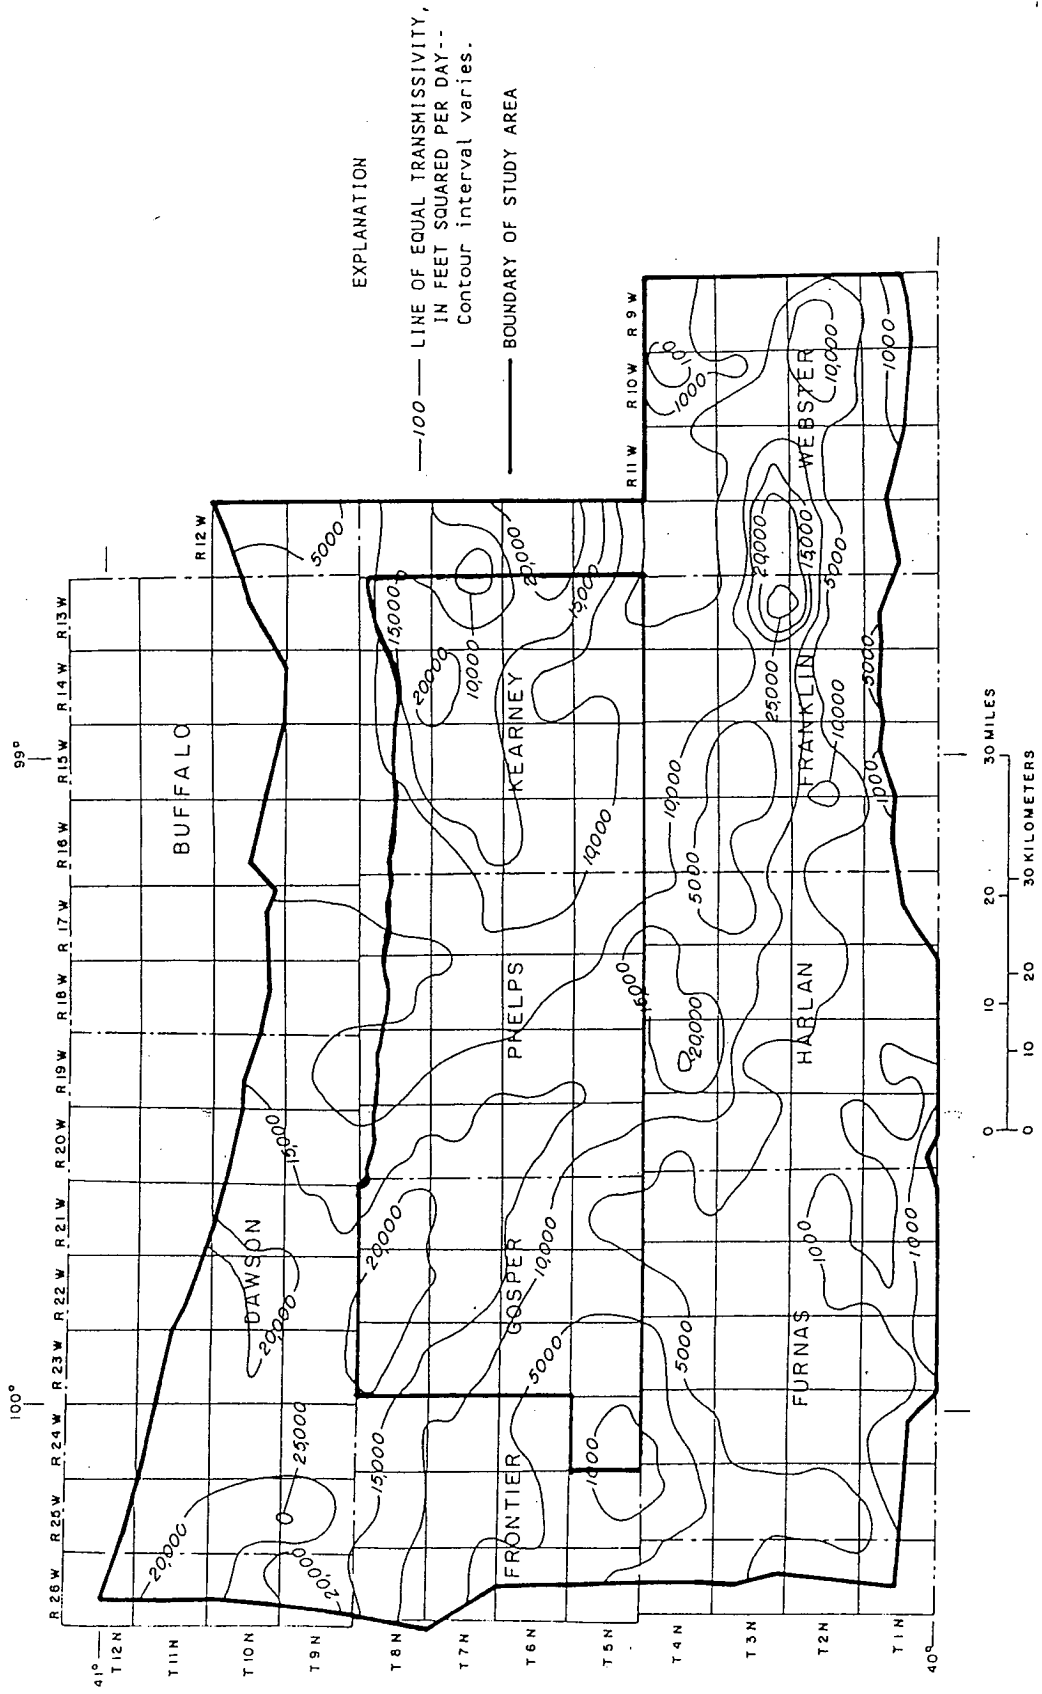 EXPLANATION
—100— LINE OF EQUAL TRANSMISSIVITY,
IN FEET SQUARED PER DAY--
Contour interval varies.
BOUNDARY OF STUDY AREA
100°
99°
R 26 W
R 25 W
R 24 W
R 23 W
R 22 W
R 21 W
R 20 W
R 19 W
R 18 W
R 17 W
R 16 W
R 15 W
R 14 W
R 13 W
R 12 W
R 11 W
R 10 W
R 9 W
41°
T 12 N
T 11 N
T 10 N
T 9 N
T 8 N
T 7 N
T 6 N
T 5 N
T 4 N
T 3 N
T 2 N
T 1 N
40°
BUFFALO
DAWSON
FRONTIER
GOSPER
PHELPS
KEARNEY
FURNAS
HARLAN
FRANKLIN
WEBSTER
20,000
25,000
20,000
20,000
15,000
15,000
5000
15,000
20,000
20,000
10,000
20,000
15,000
5000
10,000
10,000
1000
5000
15,000
20,000
5000
10,000
25,000
20,000
15,000
5000
1000
10,000
1000
1000
10,000
1000
5000
1000
0 10 20 30 MILES
0 10 20 30 KILOMETERS